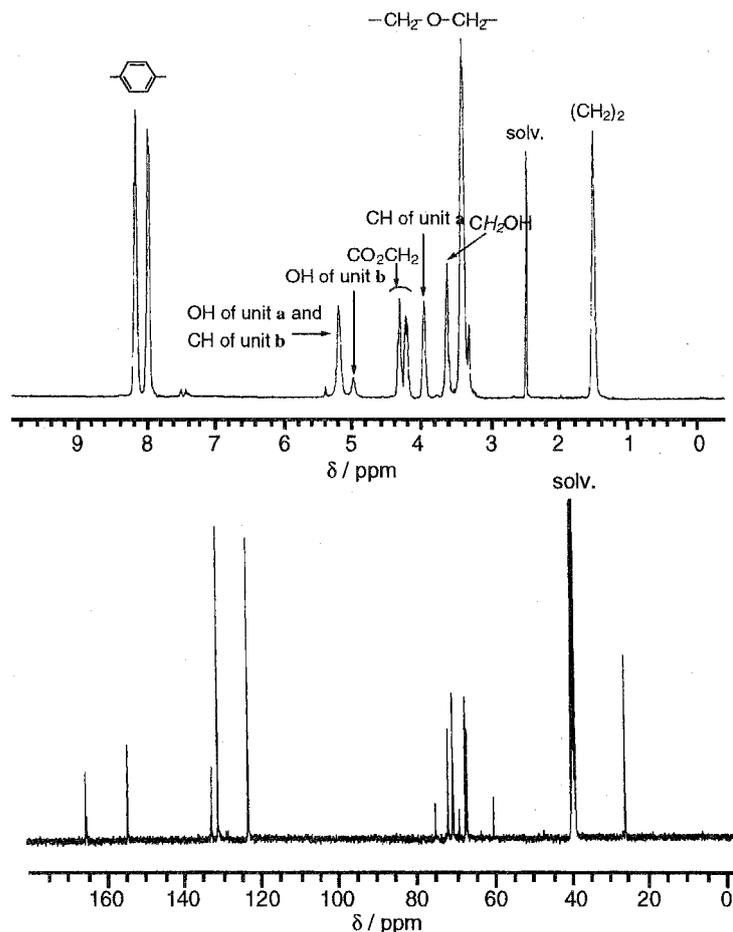 –CH₂-O–CH₂–
(CH₂)₂
solv.
CH of unit a
CH₂OH
CO₂CH₂
OH of unit b
OH of unit a and
CH of unit b
9 8 7 6 5 4 3 2 1 0
δ / ppm
solv.
160 140 120 100 80 60 40 20 0
δ / ppm